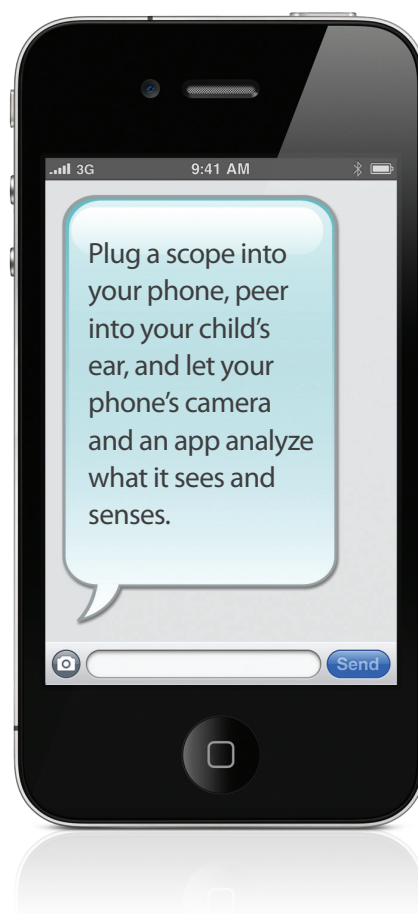 3G 9:41 AM
Plug a scope into
your phone, peer
into your child’s
ear, and let your
phone’s camera
and an app analyze
what it sees and
senses.
Send